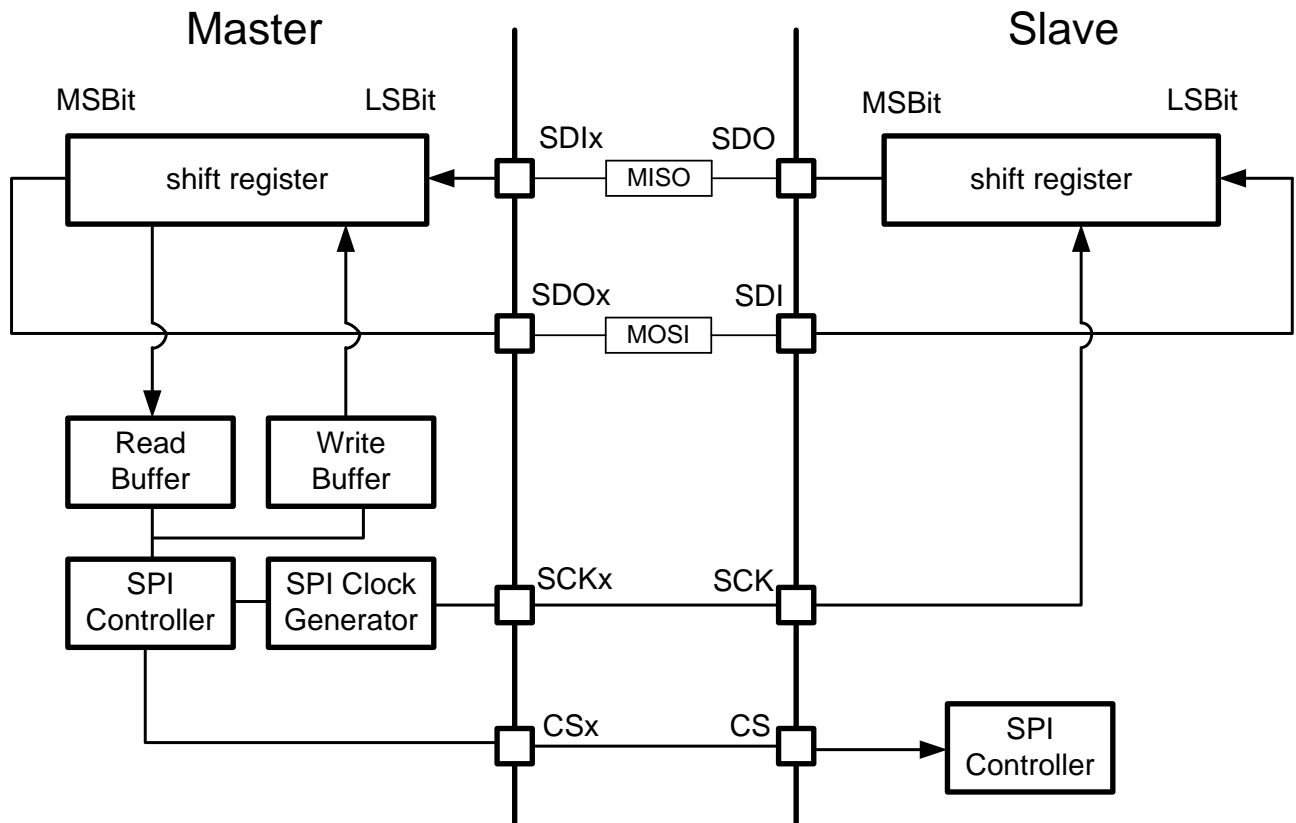 Master
Slave
MSBit
LSBit
MSBit
LSBit
SDIx
SDO
shift register
MISO
shift register
SDOx
SDI
MOSI
Read
Buffer
Write
Buffer
SPI
Controller
SPI Clock
Generator
SCKx
SCK
CSx
CS
SPI
Controller